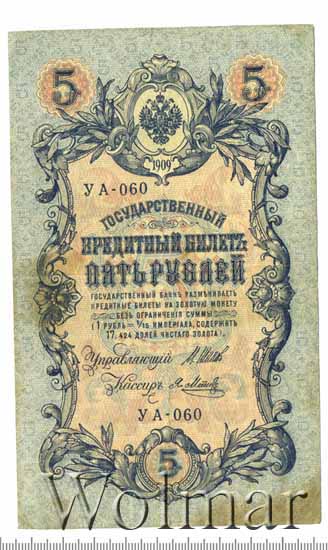 5 5
1909
УА-060
ГОСУДАРСТВЕННЫЙ
КРЕДИТНЫЙ БИЛЕТЪ
ПЯТЬ РУБЛЕЙ
ГОСУДАРСТВЕННЫЙ БАНКЪ РАЗМѢНИВАЕТЪ
КРЕДИТНЫЕ БИЛЕТЫ НА ЗОЛОТУЮ МОНЕТУ
БЕЗЪ ОГРАНИЧЕНІЯ СУММЫ
(1 РУБЛЬ = 1/15 ИМПЕРІАЛА, СОДЕРЖИТЪ
17,424 ДОЛЕЙ ЧИСТАГО ЗОЛОТА).
Управляющій
Кассиръ
УА-060
5
Wolmar